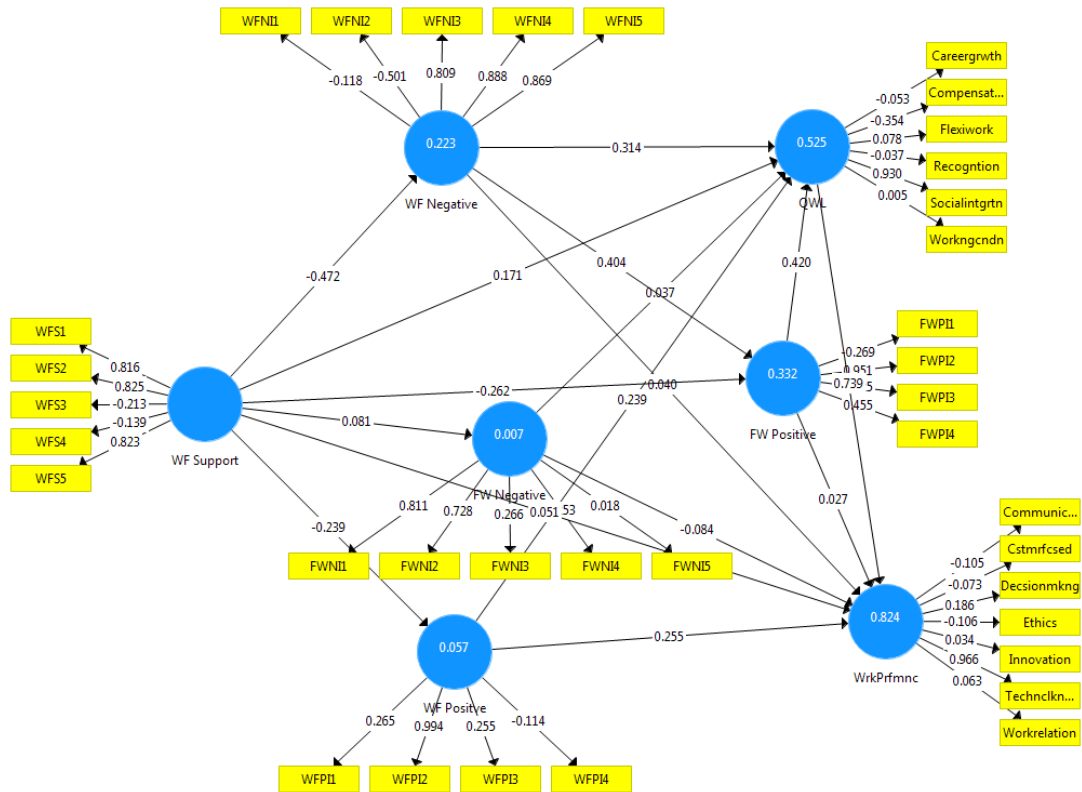 WFNI1
WFNI2
WFNI3
WFNI4
WFNI5
-0.118
-0.501
0.809
0.888
0.869
0.223
WF Negative
Careergrwth
Compensat...
Flexiwork
Recogntion
Socialintgrtn
Workngcndn
-0.053
-0.354
0.078
-0.037
0.930
0.005
0.525
QWL
0.314
-0.472
0.171
0.404
0.037
0.420
WFS1
WFS2
WFS3
WFS4
WFS5
0.816
0.825
-0.213
-0.139
0.823
WF Support
-0.262
0.081
0.040
0.239
0.332
FW Positive
FWPI1
FWPI2
FWPI3
FWPI4
-0.269
-0.951
0.739
0.455
0.007
FW Negative
0.811
0.728
0.266
0.051
0.018
FWNI1
FWNI2
FWNI3
FWNI4
FWNI5
-0.239
-0.084
0.027
0.057
WF Positve
0.255
0.265
0.994
0.255
-0.114
WFPI1
WFPI2
WFPI3
WFPI4
0.824
WrkPrfmnc
Communic...
Cstmrfcsed
Decsionmkng
Ethics
Innovation
Technclkn...
Workrelation
-0.105
-0.073
0.186
-0.106
0.034
0.966
0.063